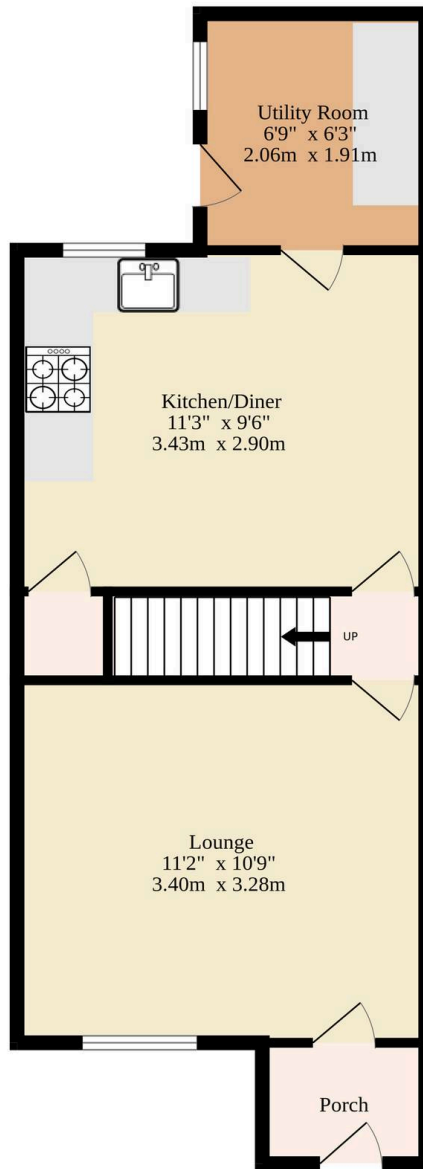 Utility Room
6'9" x 6'3"
2.06m x 1.91m
Kitchen/Diner
11'3" x 9'6"
3.43m x 2.90m
UP
Lounge
11'2" x 10'9"
3.40m x 3.28m
Porch